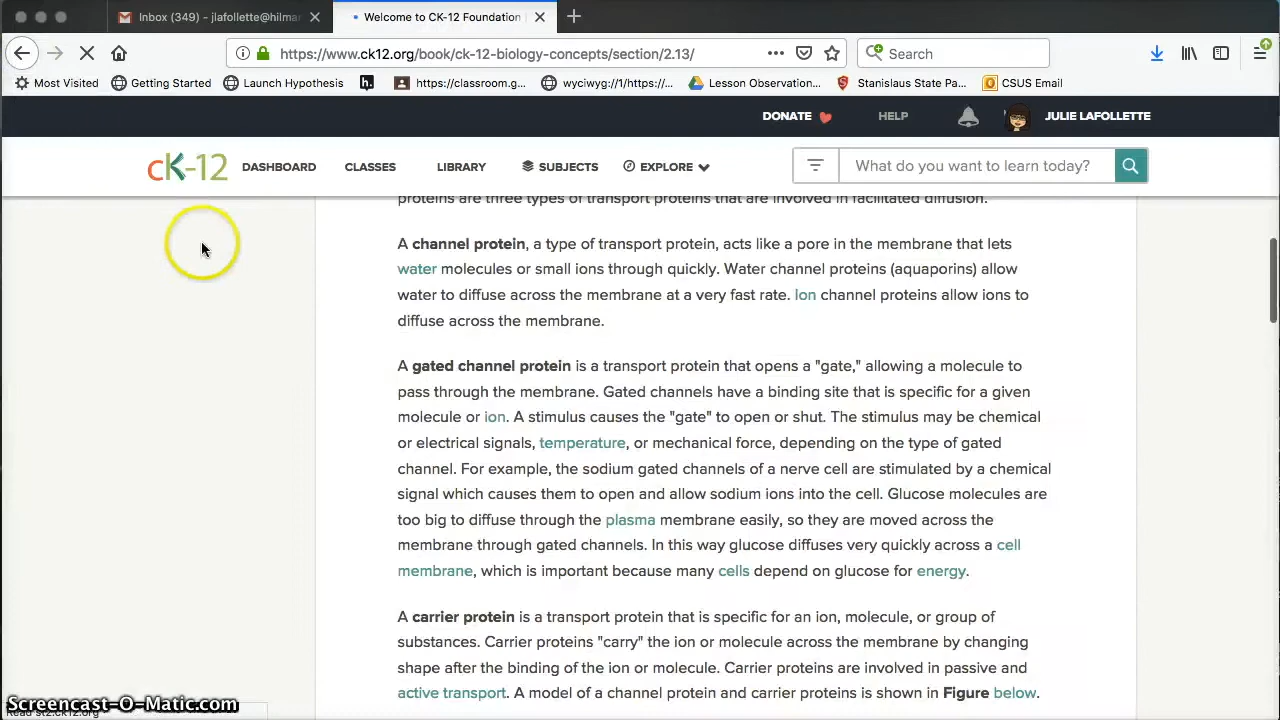 Inbox (349) - jlafollette@hilmar
Welcome to CK-12 Foundation
https://www.ck12.org/book/ck-12-biology-concepts/section/2.13/
Search
Most Visited
Getting Started
Launch Hypothesis
h.
https://classroom.g...
wyciwyg://1/https://...
Lesson Observation...
Stanislaus State Pa...
CSUS Email
DONATE
HELP
JULIE LAFOLLETTE
cK-12
DASHBOARD
CLASSES
LIBRARY
SUBJECTS
EXPLORE
What do you want to learn today?
proteins are three types of transport proteins that are involved in facilitated diffusion.
A channel protein, a type of transport protein, acts like a pore in the membrane that lets
water molecules or small ions through quickly. Water channel proteins (aquaporins) allow
water to diffuse across the membrane at a very fast rate. Ion channel proteins allow ions to
diffuse across the membrane.
A gated channel protein is a transport protein that opens a "gate," allowing a molecule to
pass through the membrane. Gated channels have a binding site that is specific for a given
molecule or ion. A stimulus causes the "gate" to open or shut. The stimulus may be chemical
or electrical signals, temperature, or mechanical force, depending on the type of gated
channel. For example, the sodium gated channels of a nerve cell are stimulated by a chemical
signal which causes them to open and allow sodium ions into the cell. Glucose molecules are
too big to diffuse through the plasma membrane easily, so they are moved across the
membrane through gated channels. In this way glucose diffuses very quickly across a cell
membrane, which is important because many cells depend on glucose for energy.
A carrier protein is a transport protein that is specific for an ion, molecule, or group of
substances. Carrier proteins "carry" the ion or molecule across the membrane by changing
shape after the binding of the ion or molecule. Carrier proteins are involved in passive and
active transport. A model of a channel protein and carrier proteins is shown in Figure below.
Screencast-O-Matic.com
Read st2.ck12.org